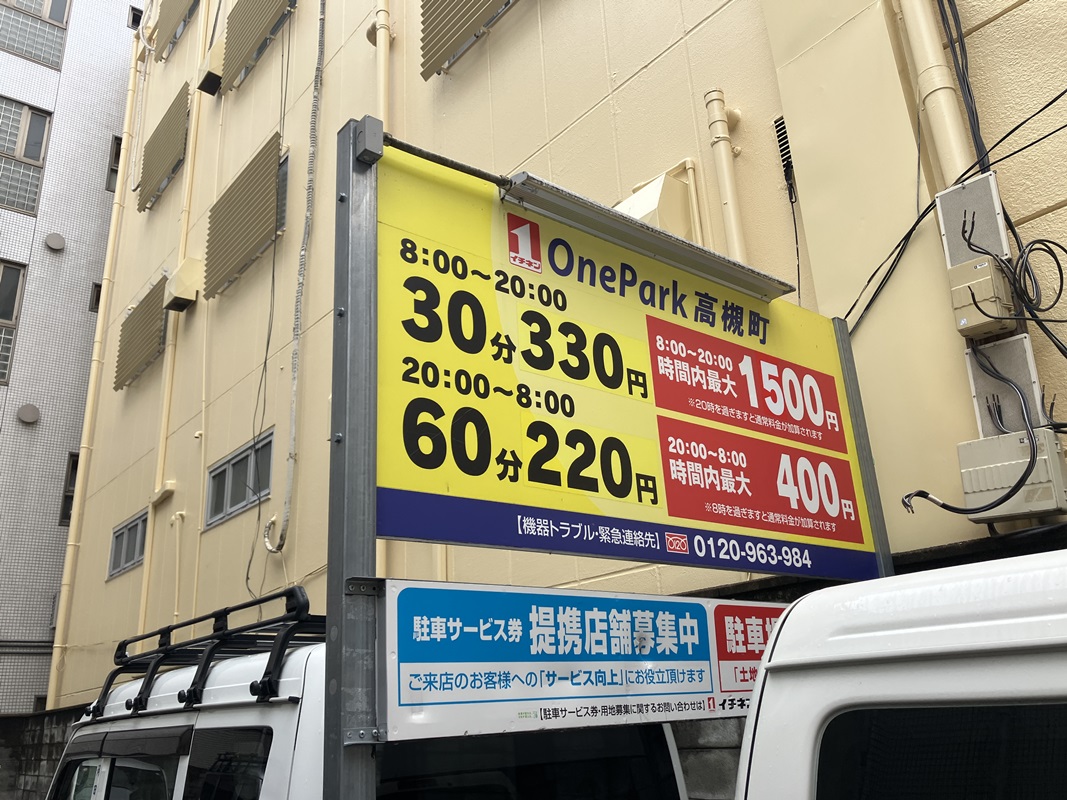 1 イチネン OnePark 高槻町
8:00～20:00
30分330円
20:00～8:00
60分220円
8:00～20:00
時間内最大 1500円
※20時を過ぎますと通常料金が加算されます
20:00～8:00
時間内最大 400円
※8時を過ぎますと通常料金が加算されます
【機器トラブル・緊急連絡先】 0120-963-984
駐車サービス券 提携店舗募集中
ご来店のお客様への「サービス向上」にお役立て頂けます
駐車場
「土地
【駐車サービス券・用地募集に関するお問い合わせは】 1 イチネン